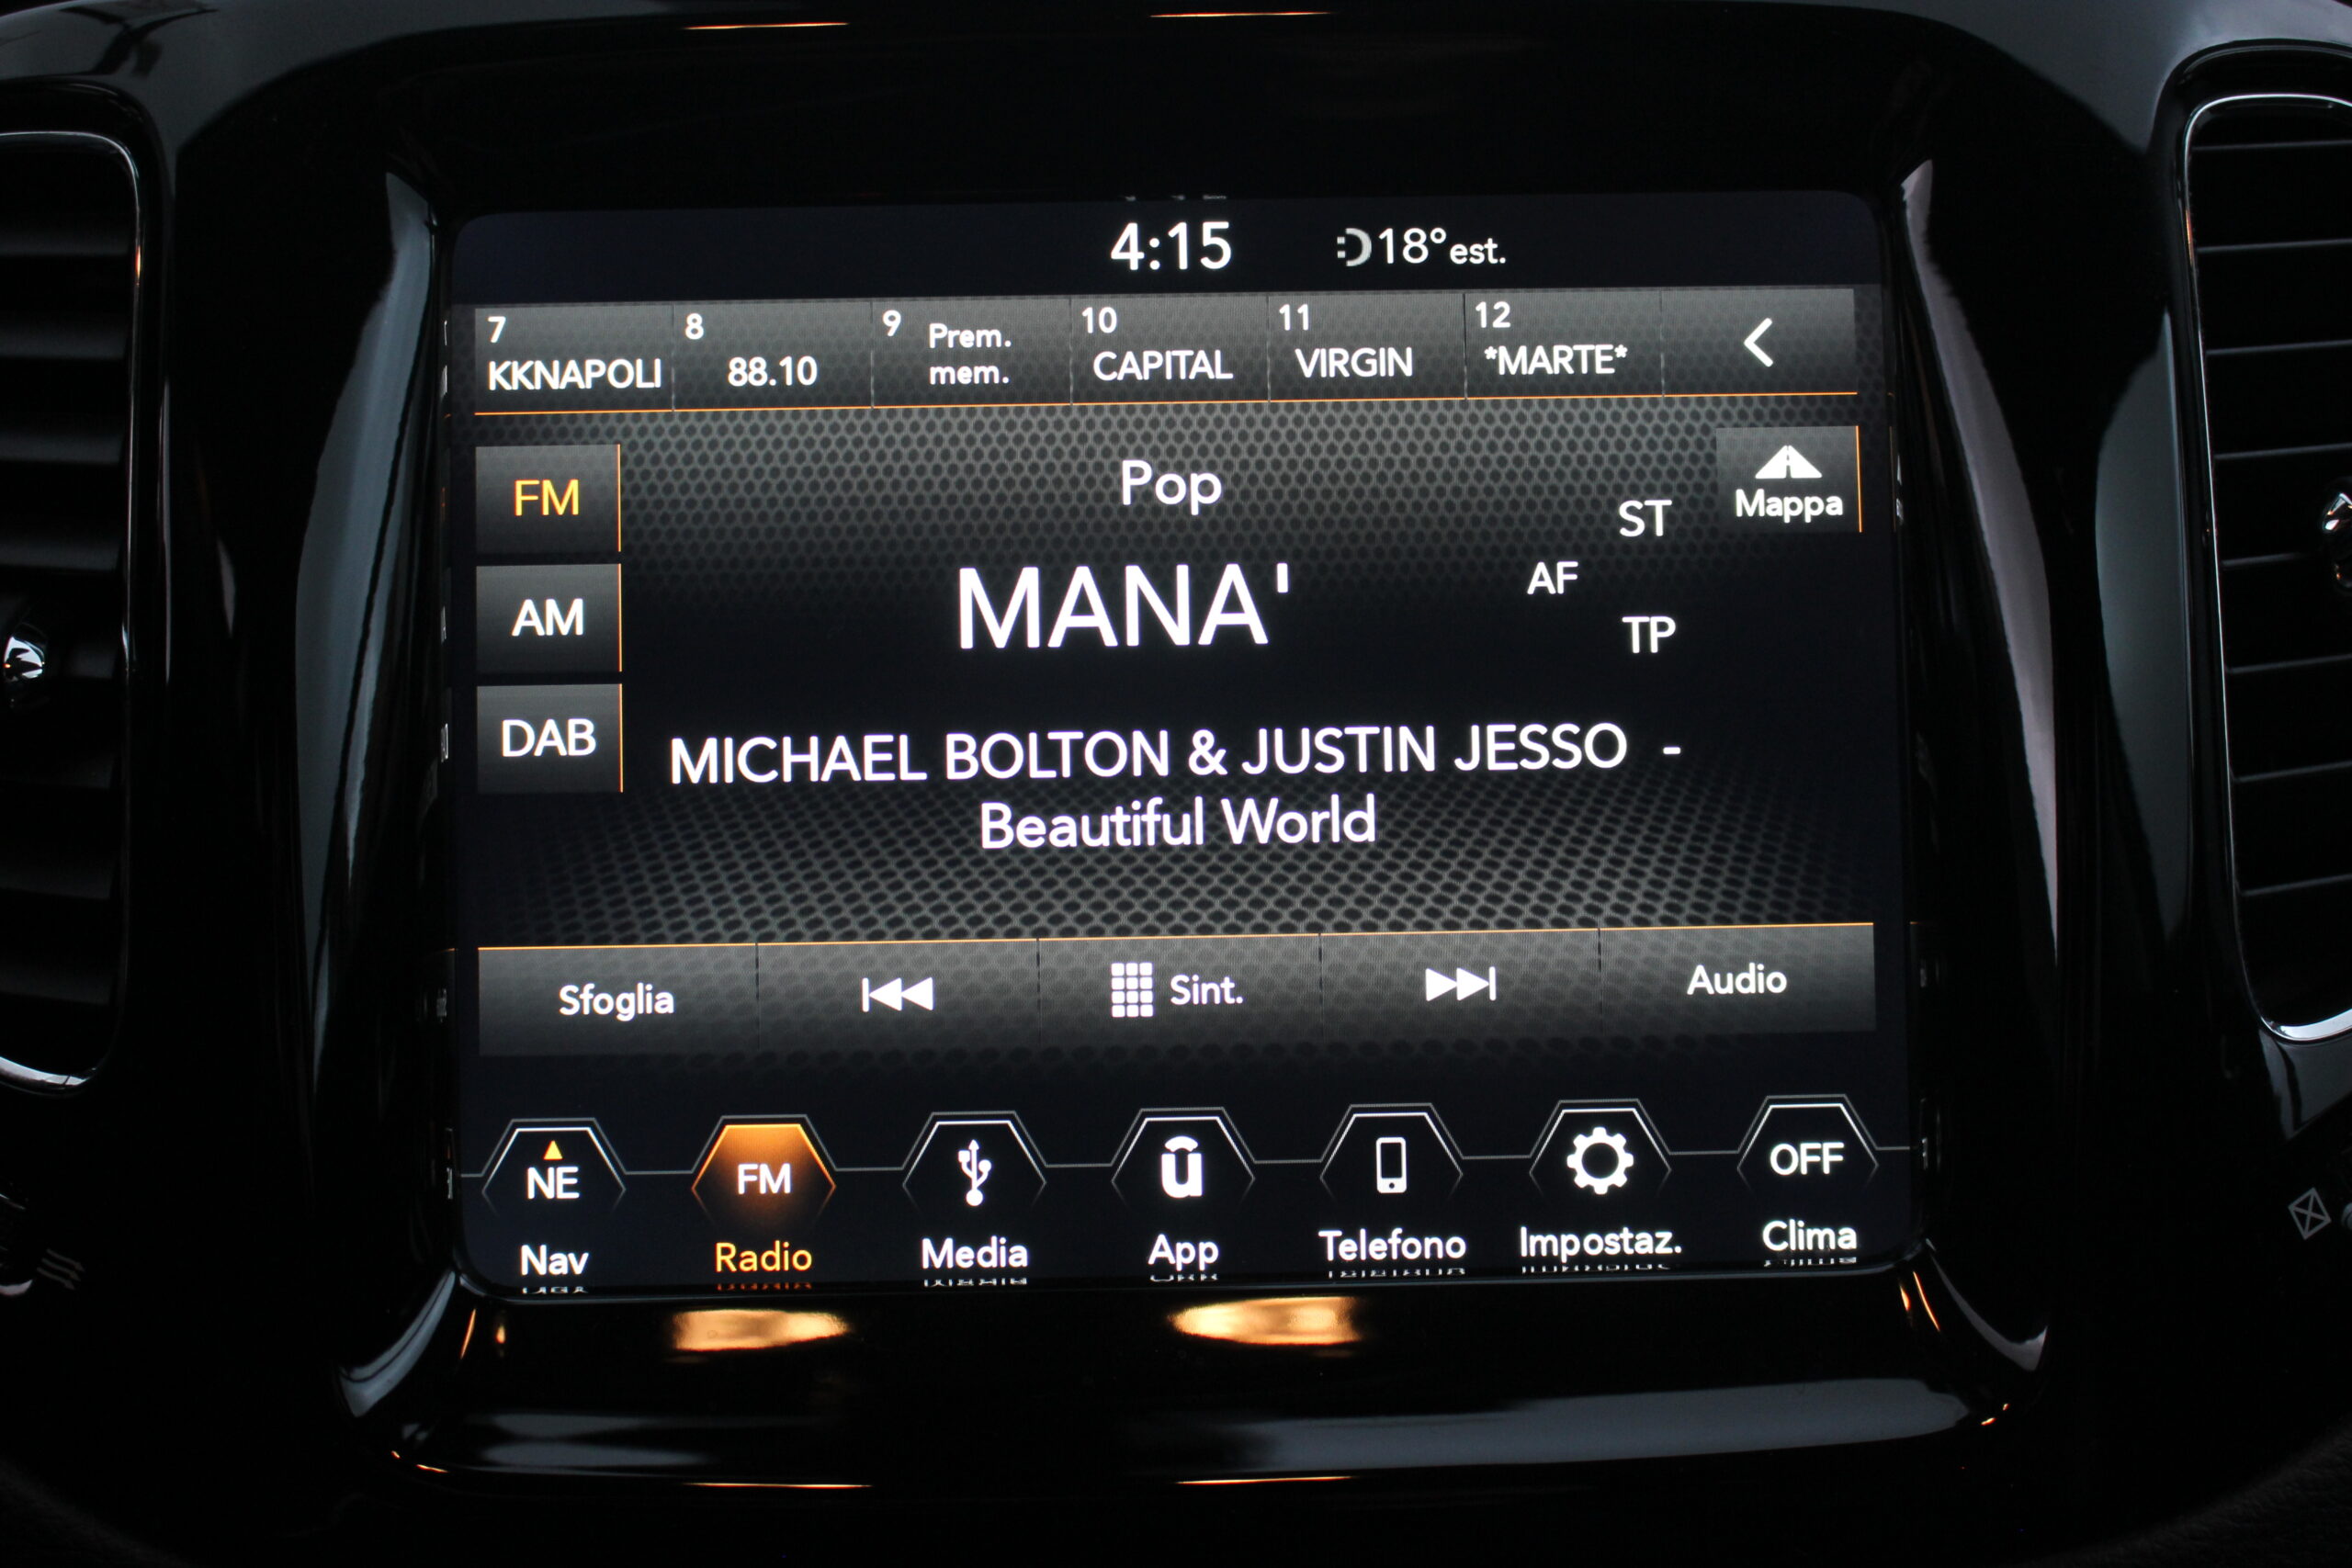 4:15
18° est.
7 KKNAPOLI
8 88.10
9 Prem. mem.
10 CAPITAL
11 VIRGIN
12 *MARTE*
FM
AM
DAB
Pop
MANA'
ST
AF
TP
Mappa
MICHAEL BOLTON & JUSTIN JESSO -
Beautiful World
Sfoglia
Sint.
Audio
NE
FM
OFF
Nav
Radio
Media
App
Telefono
Impostaz.
Clima